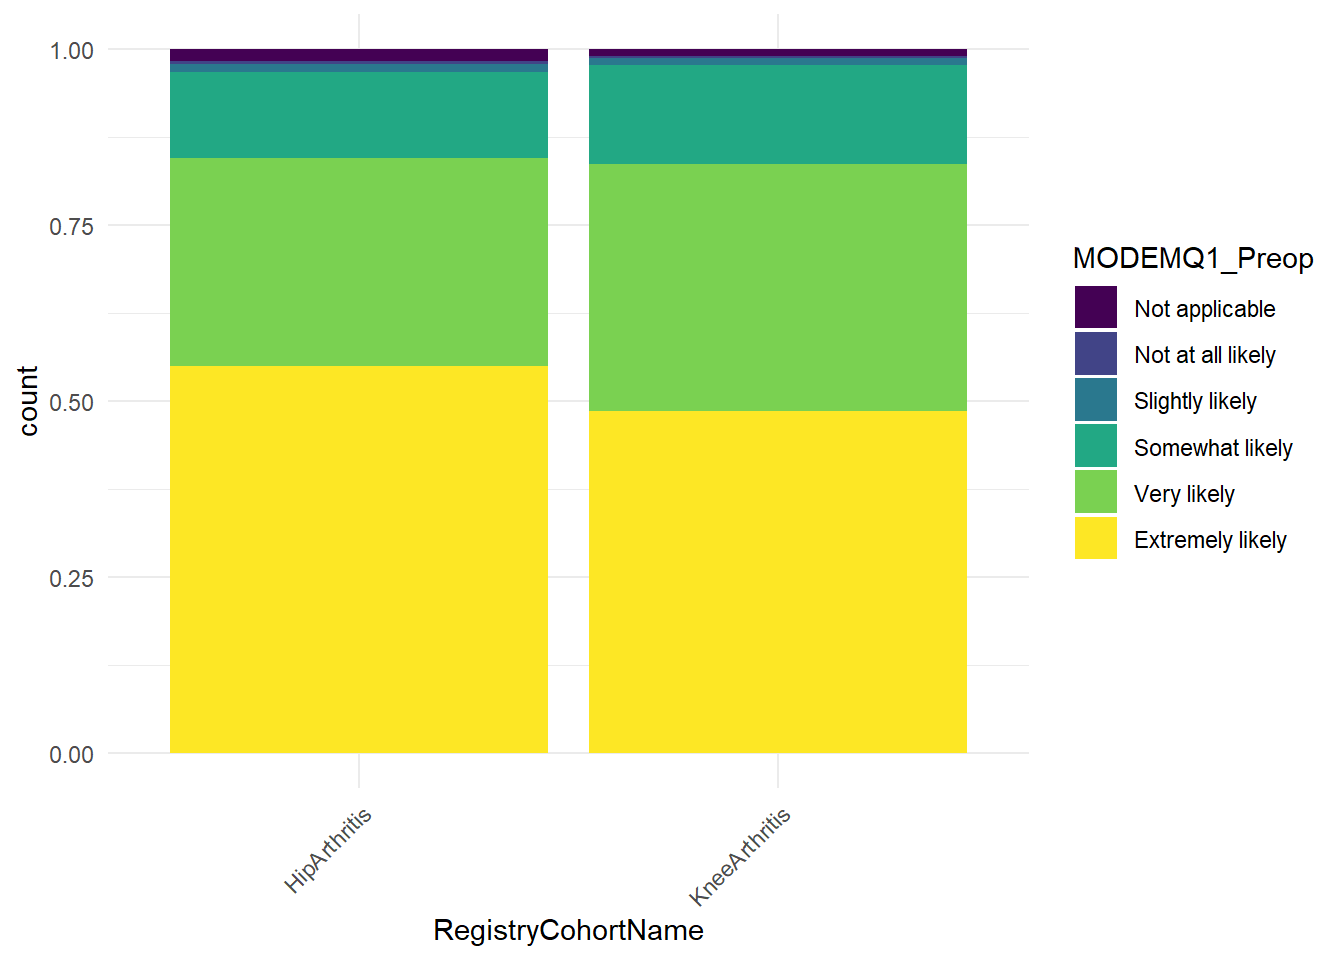 1.00
0.75
0.50
0.25
0.00
count
HipArthritis
KneeArthritis
RegistryCohortName
MODEMQ1_Preop
Not applicable
Not at all likely
Slightly likely
Somewhat likely
Very likely
Extremely likely